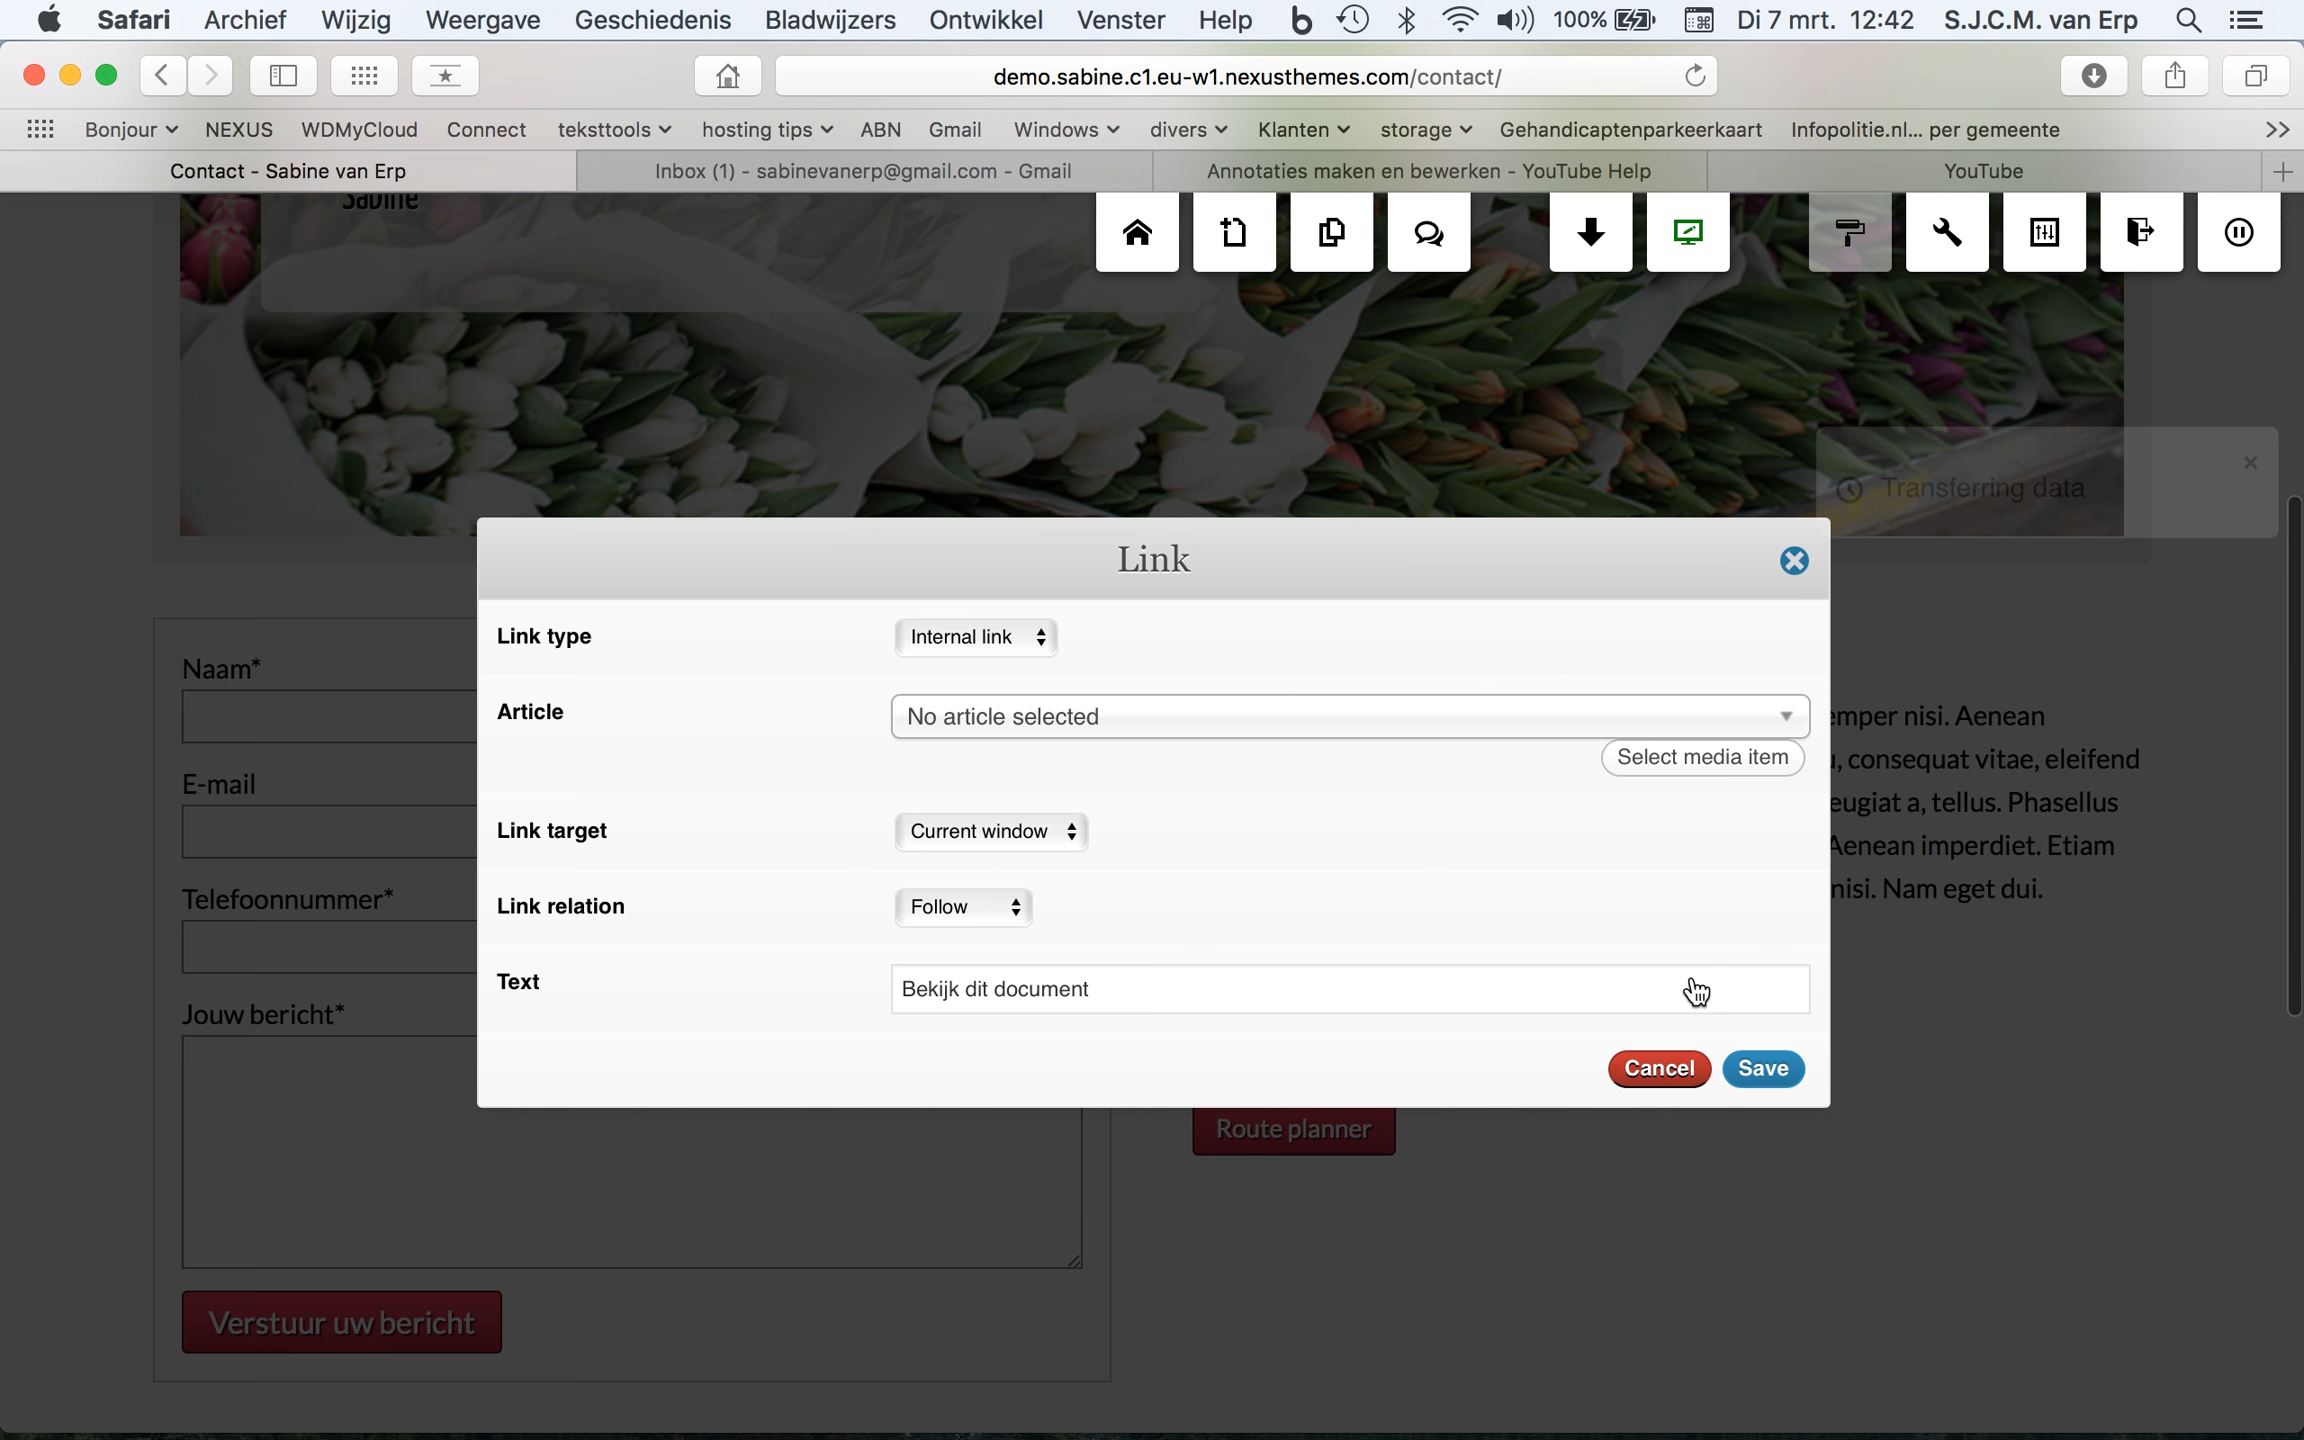 Safari Archief Wijzig Weergave Geschiedenis Bladwijzers Ontwikkel Venster Help 100% Di 7 mrt. 12:42 S.J.C.M. van Erp
demo.sabine.c1.eu-w1.nexusthemes.com/contact/
Bonjour NEXUS WDMyCloud Connect teksttools hosting tips ABN Gmail Windows divers Klanten storage Gehandicaptenparkeerkaart Infopolitie.nl... per gemeente
Contact - Sabine van Erp Inbox (1) - sabinevanerp@gmail.com - Gmail Annotaties maken en bewerken - YouTube Help YouTube
Sabine
Transferring data
Link
Link type Internal link
Naam*
Article No article selected
emper nisi. Aenean
Select media item
, consequat vitae, eleifend
E-mail
eugiat a, tellus. Phasellus
Link target Current window
Aenean imperdiet. Etiam
Telefoonnummer*
Link relation Follow
nisi. Nam eget dui.
Text Bekijk dit document
Jouw bericht*
Cancel Save
Route planner
Verstuur uw bericht